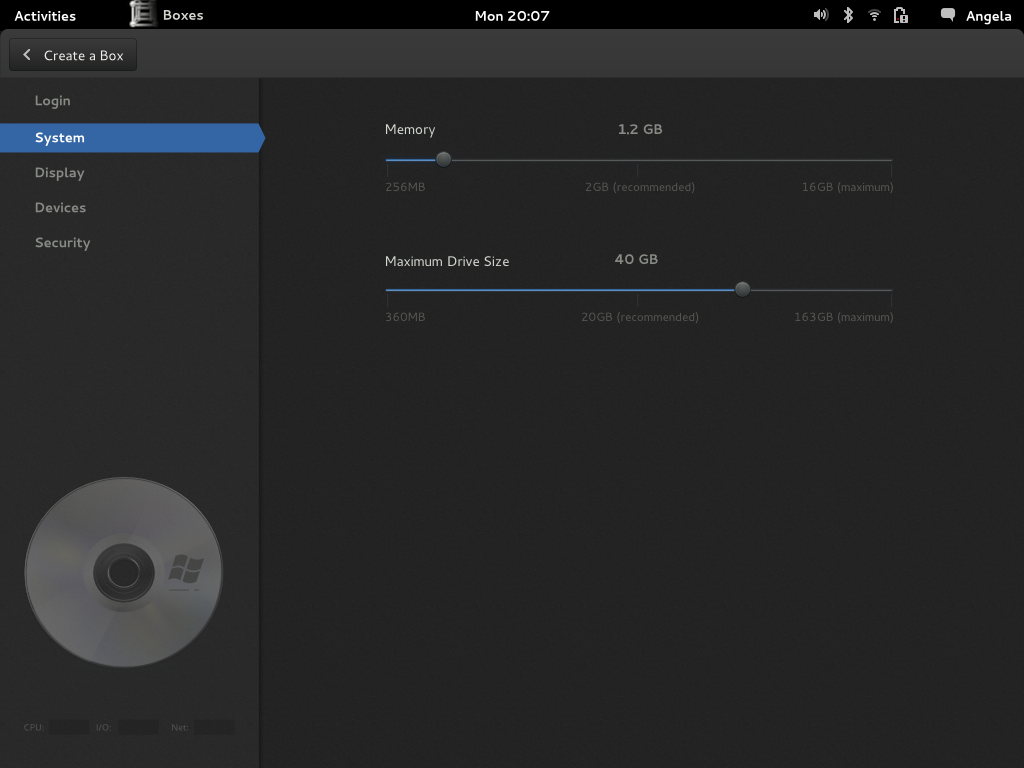 Activities
Boxes
Mon 20:07
Angela
Create a Box
Login
System
Display
Devices
Security
Memory
1.2 GB
256MB
2GB (recommended)
16GB (maximum)
Maximum Drive Size
40 GB
360MB
20GB (recommended)
163GB (maximum)
CPU:
I/O:
Net: